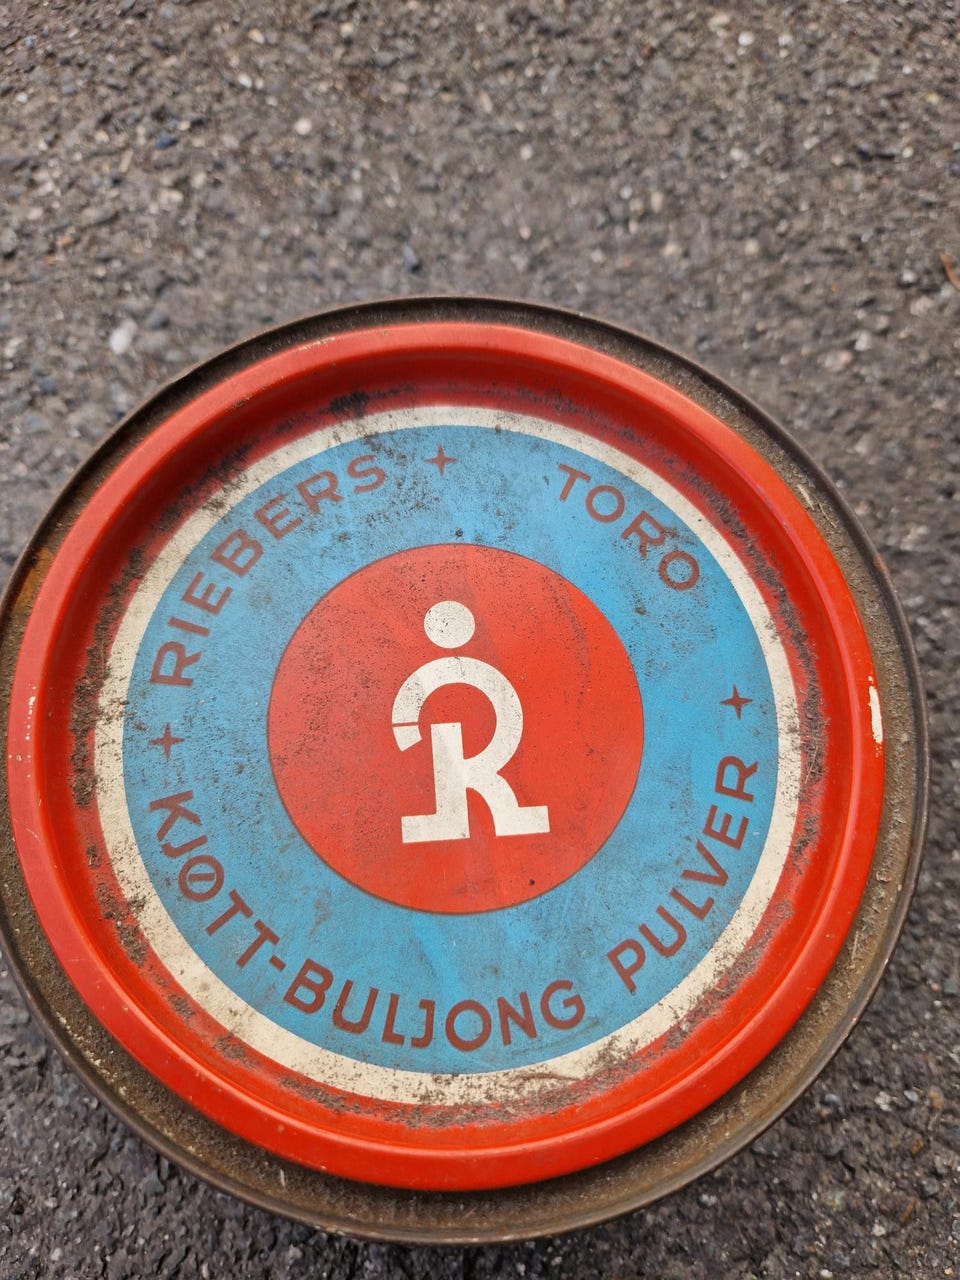 RIEBERS + TORO +
KJØTT-BULJONG PULVER +
R